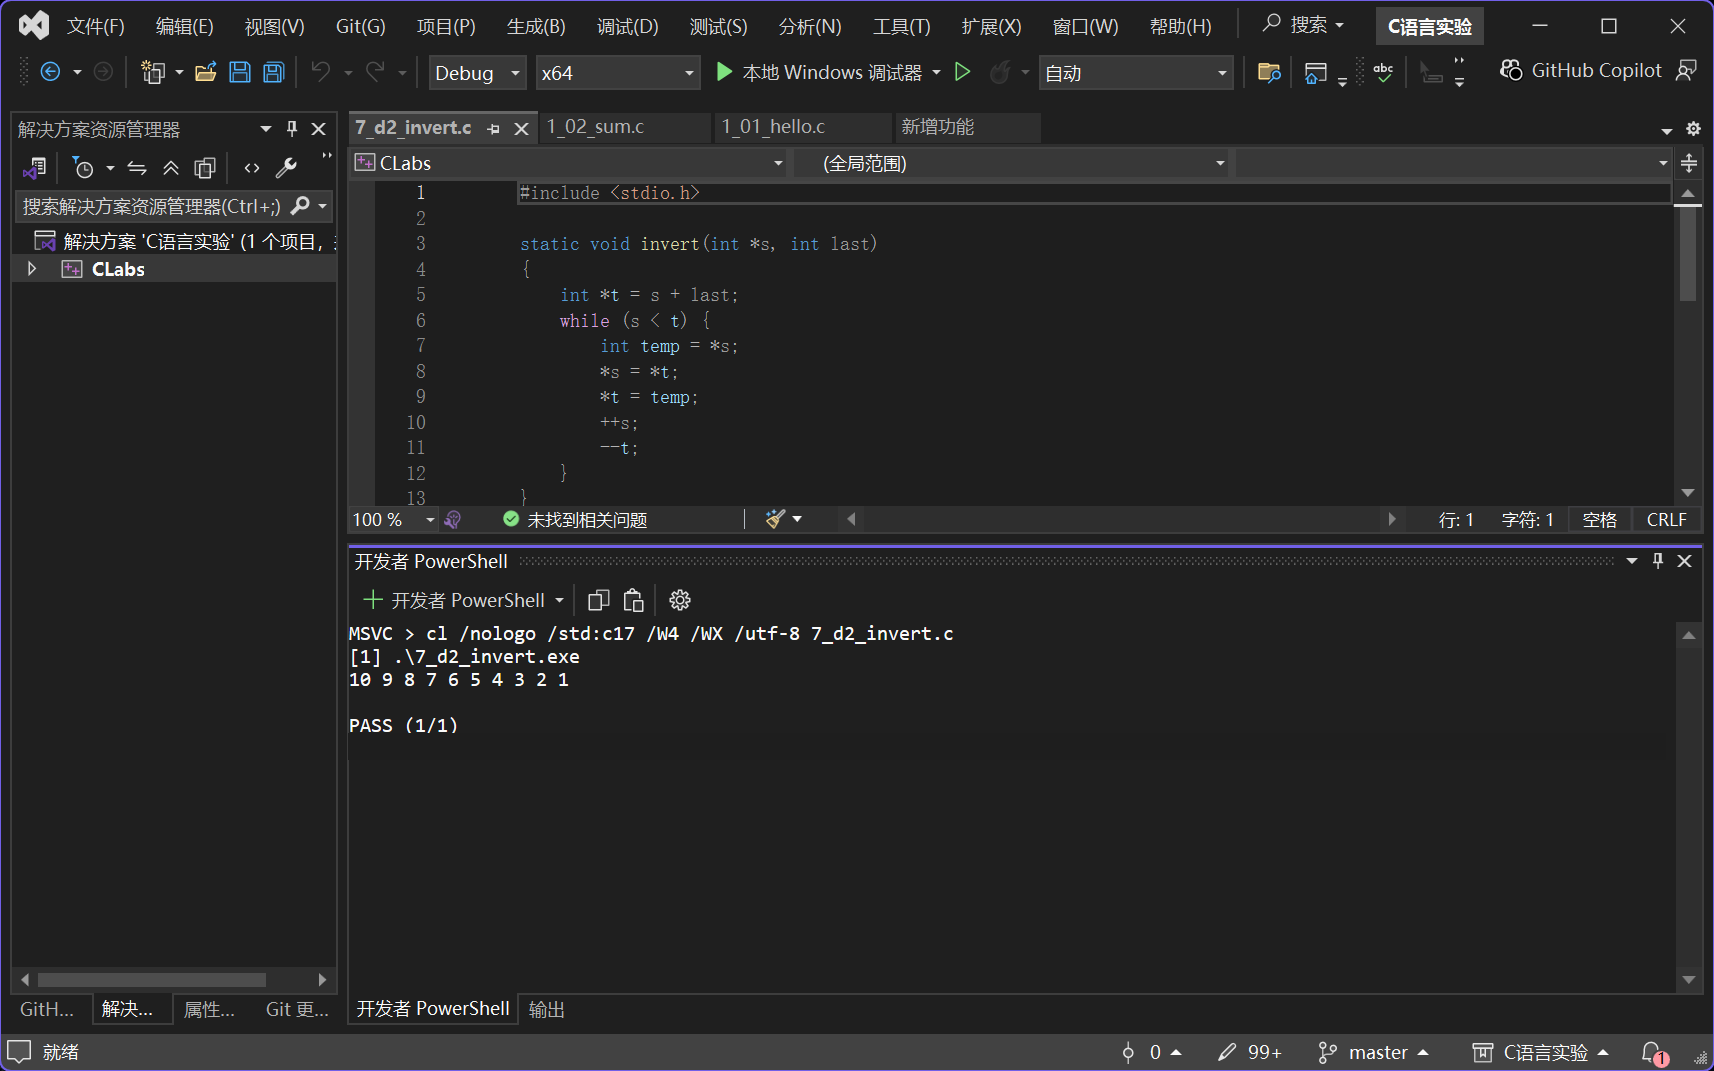 文件(F) 编辑(E) 视图(V) Git(G) 项目(P) 生成(B) 调试(D) 测试(S) 分析(N) 工具(T) 扩展(X) 窗口(W) 帮助(H) 搜索 C语言实验
Debug x64 本地 Windows 调试器 自动 abc GitHub Copilot
解决方案资源管理器
搜索解决方案资源管理器(Ctrl+;)
解决方案 'C语言实验' (1 个项目,
CLabs
7_d2_invert.c 1_02_sum.c 1_01_hello.c 新增功能
CLabs (全局范围)
1 #include <stdio.h>
2
3 static void invert(int *s, int last)
4 {
5 int *t = s + last;
6 while (s < t) {
7 int temp = *s;
8 *s = *t;
9 *t = temp;
10 ++s;
11 --t;
12 }
13 }
100 % 未找到相关问题 行: 1 字符: 1 空格 CRLF
开发者 PowerShell
开发者 PowerShell
MSVC > cl /nologo /std:c17 /W4 /WX /utf-8 7_d2_invert.c
[1] .\7_d2_invert.exe
10 9 8 7 6 5 4 3 2 1
PASS (1/1)
GitH... 解决... 属性... Git 更...
开发者 PowerShell 输出
就绪 0 99+ master C语言实验 1